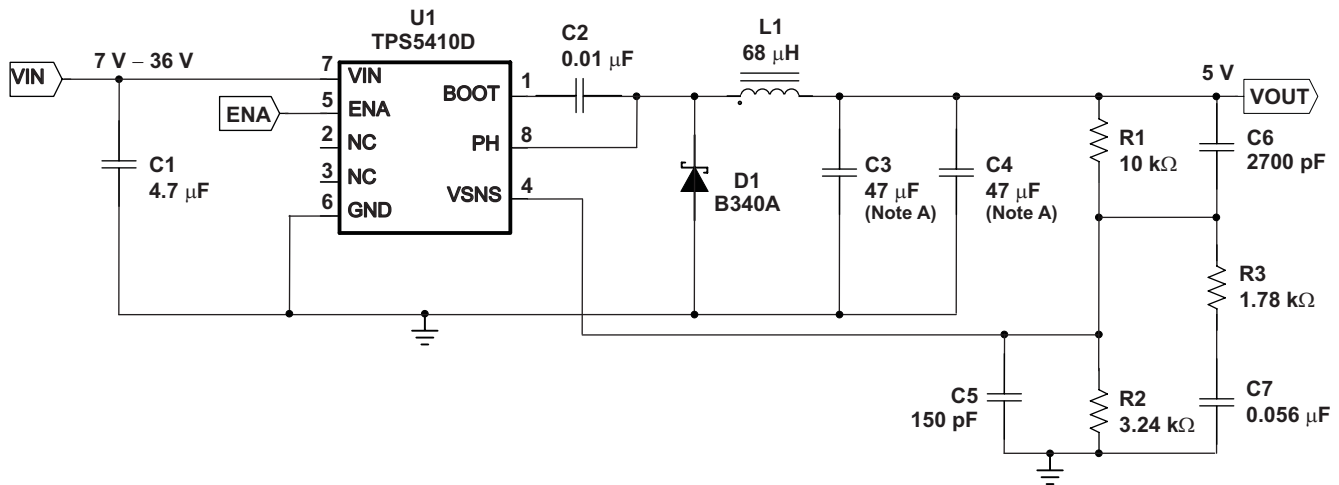 U1
TPS5410D
VIN
7 V – 36 V
7
VIN
ENA
5
ENA
2
NC
3
NC
6
GND
BOOT
1
PH
8
VSNS
4
C1
4.7 μF
C2
0.01 μF
L1
68 μH
D1
B340A
C3
47 μF
(Note A)
C4
47 μF
(Note A)
5 V
VOUT
R1
10 kΩ
C6
2700 pF
R3
1.78 kΩ
C5
150 pF
R2
3.24 kΩ
C7
0.056 μF